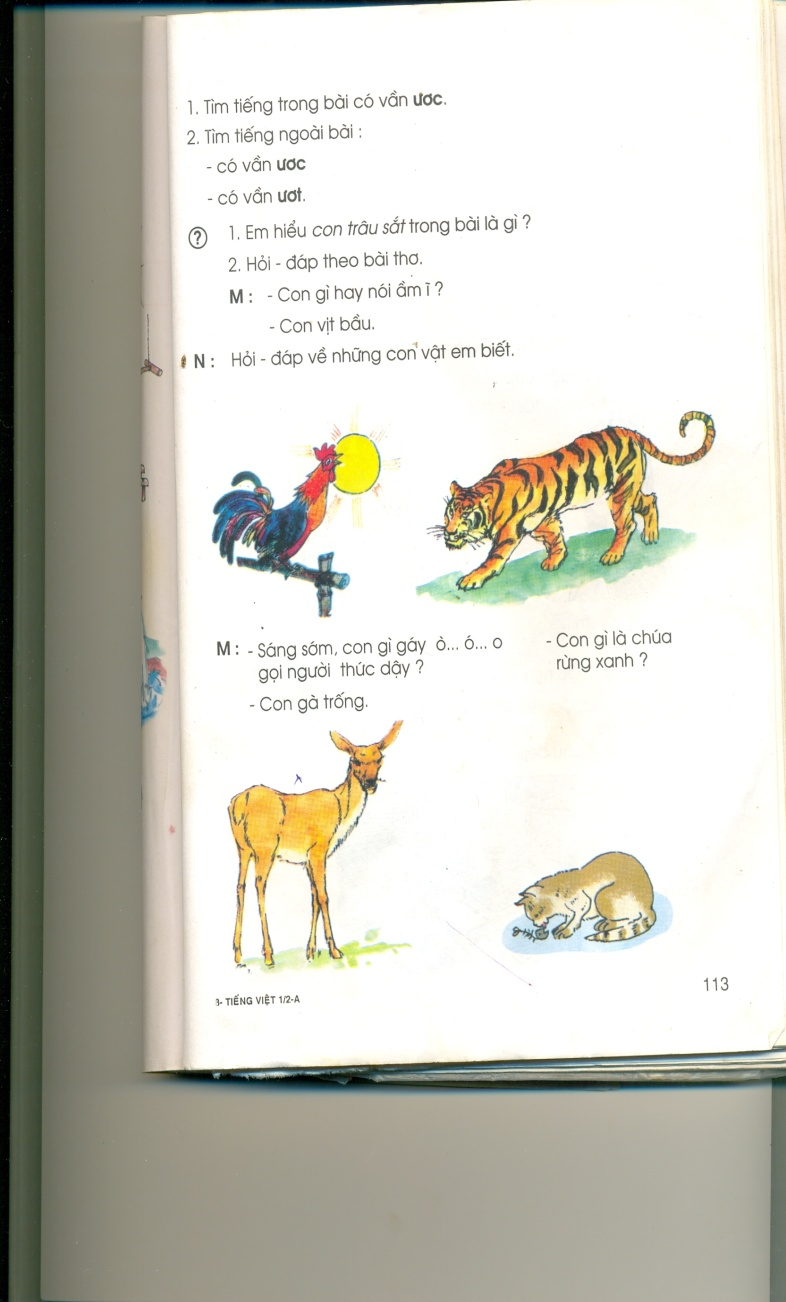 1. Tìm tiếng trong bài có vần ươc.
2. Tìm tiếng ngoài bài :
- có vần ươc
- có vần ươt.
? 1. Em hiểu con trâu sắt trong bài là gì ?
2. Hỏi - đáp theo bài thơ.
M : - Con gì hay nói ầm ĩ ?
- Con vịt bầu.
N : Hỏi - đáp về những con vật em biết.
M : - Sáng sớm, con gì gáy ò... ó... o
gọi người thức dậy ?
- Con gà trống.
- Con gì là chúa
rừng xanh ?
113
8- TIẾNG VIỆT 1/2-A